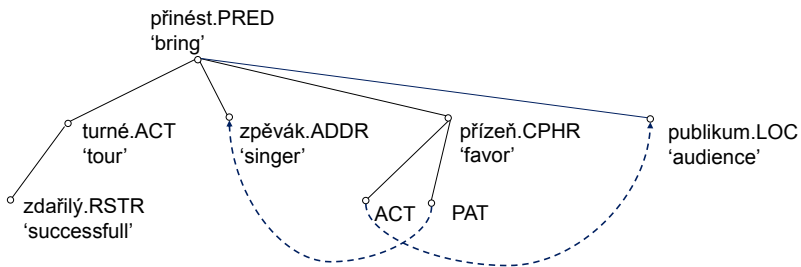 přinést.PRED
'bring'
turné.ACT
'tour'
zpěvák.ADDR
'singer'
přízeň.CPHR
'favor'
publikum.LOC
'audience'
zdařilý.RSTR
'successfull'
ACT
PAT